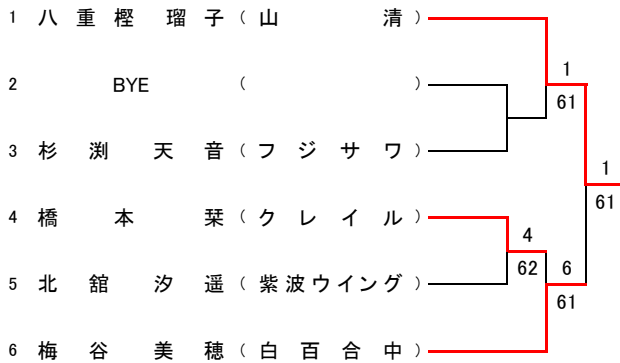 1 八重樫 瑠子 ( 山 清 )
1
61
2 BYE ( )
3 杉渕 天音 ( フジサワ )
1
61
4 橋本 栞 ( クレイル )
4
62
6
61
5 北舘 汐遥 ( 紫波ウイング )
6 梅谷 美穂 ( 白百合中 )